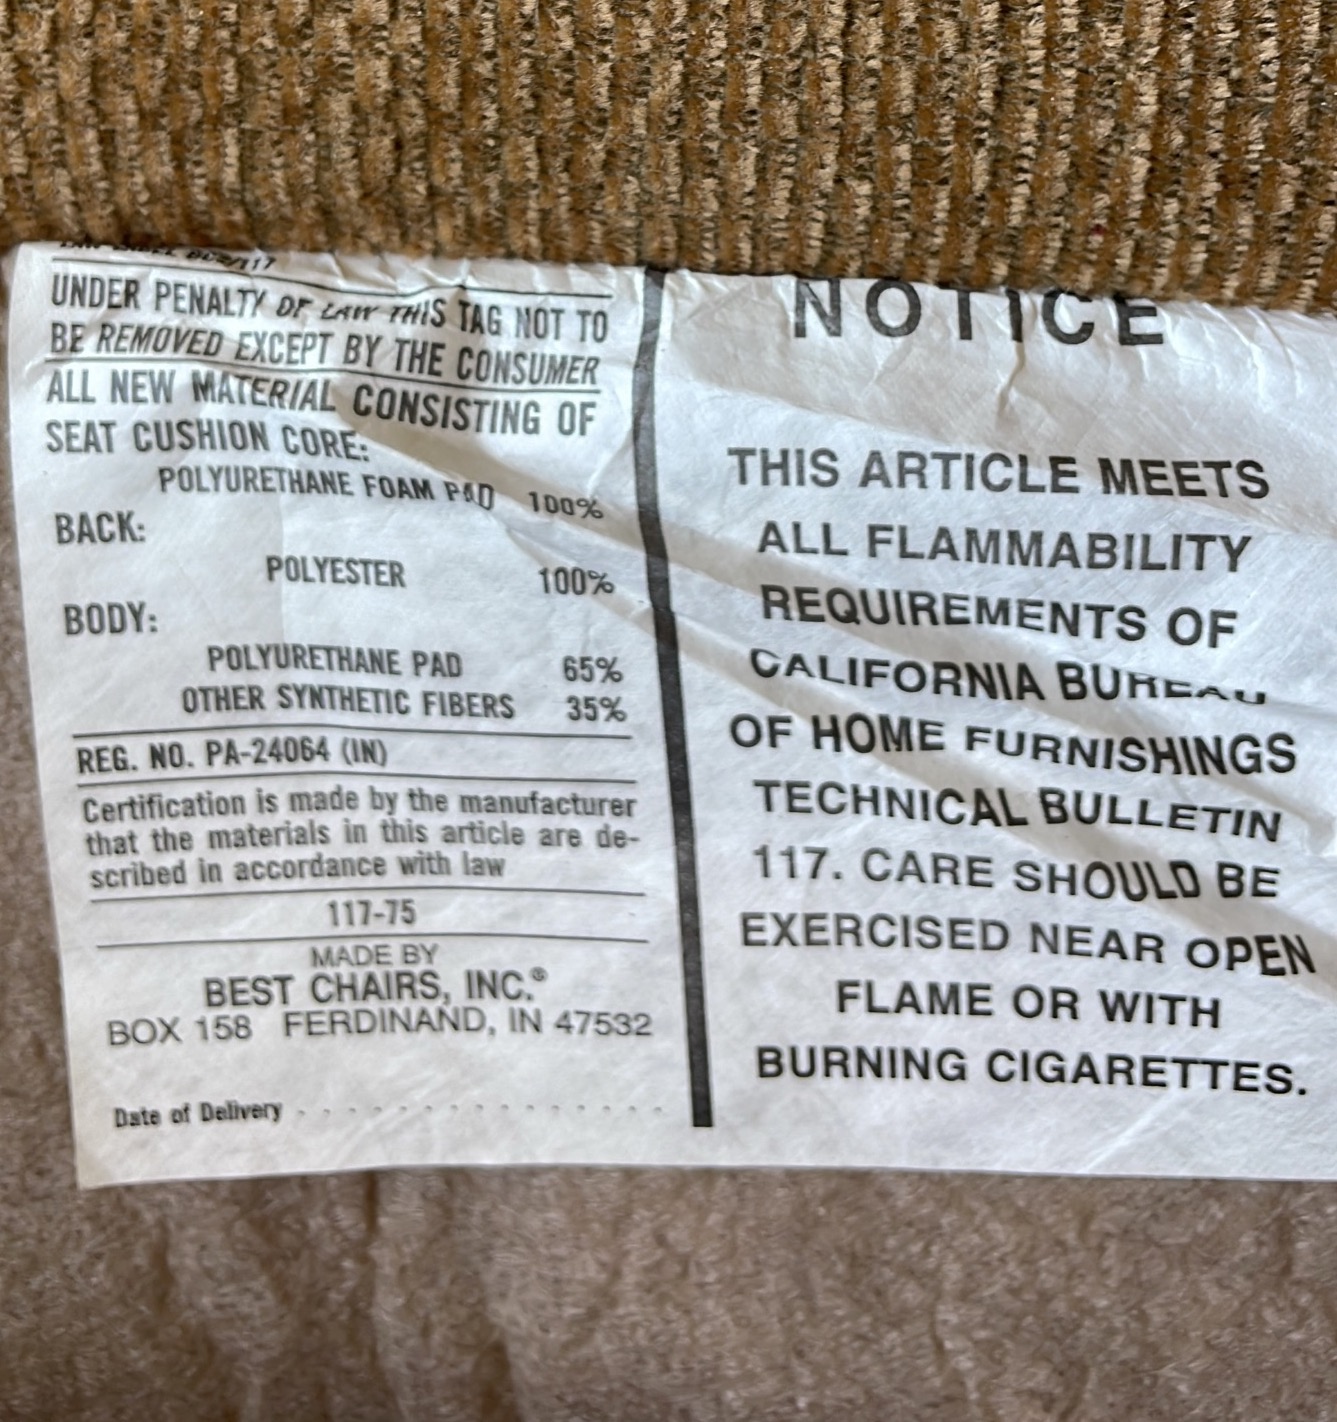 UNDER PENALTY OF LAW THIS TAG NOT TO
BE REMOVED EXCEPT BY THE CONSUMER
ALL NEW MATERIAL CONSISTING OF
SEAT CUSHION CORE:
POLYURETHANE FOAM PAD 100%
BACK:
POLYESTER 100%
BODY:
POLYURETHANE PAD 65%
OTHER SYNTHETIC FIBERS 35%
REG. NO. PA-24064 (IN)
Certification is made by the manufacturer
that the materials in this article are de-
scribed in accordance with law
117-75
MADE BY
BEST CHAIRS, INC.®
BOX 158 FERDINAND, IN 47532
Date of Delivery . . . . . . . . . . . . . . .
NOTICE
THIS ARTICLE MEETS
ALL FLAMMABILITY
REQUIREMENTS OF
CALIFORNIA BUREAU
OF HOME FURNISHINGS
TECHNICAL BULLETIN
117. CARE SHOULD BE
EXERCISED NEAR OPEN
FLAME OR WITH
BURNING CIGARETTES.